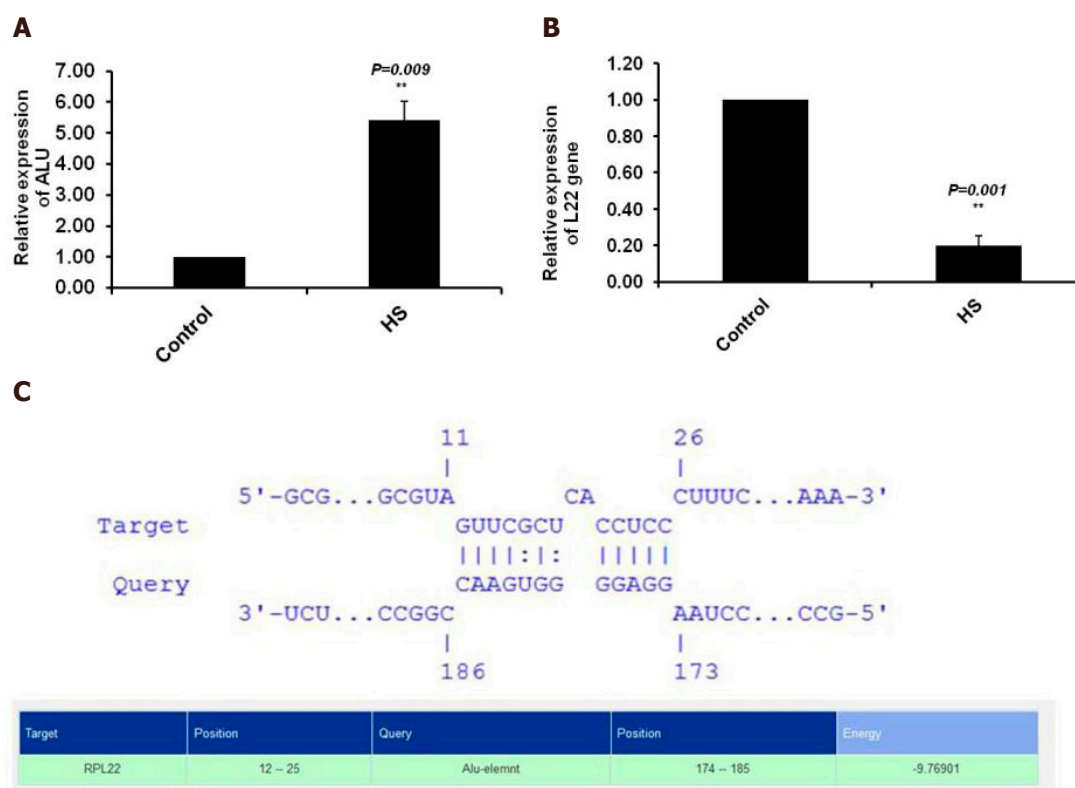 A
Relative expression
of ALU
7.00
6.00
5.00
4.00
3.00
2.00
1.00
0.00
P=0.009
**
Control
HS
B
Relative expression
of L22 gene
1.20
1.00
0.80
0.60
0.40
0.20
0.00
P=0.001
**
Control
HS
C
11 26
| |
5'-GCG...GCGUA CA CUUUC...AAA-3'
Target GUUCGCU CCUCC
||||:|: |||||
Query CAAGUGG GGAGG
3'-UCU...CCGGC AAUCC...CCG-5'
| |
186 173
Target Position Query Position Energy
RPL22 12 -- 25 Alu-elemnt 174 -- 185 -9.76901